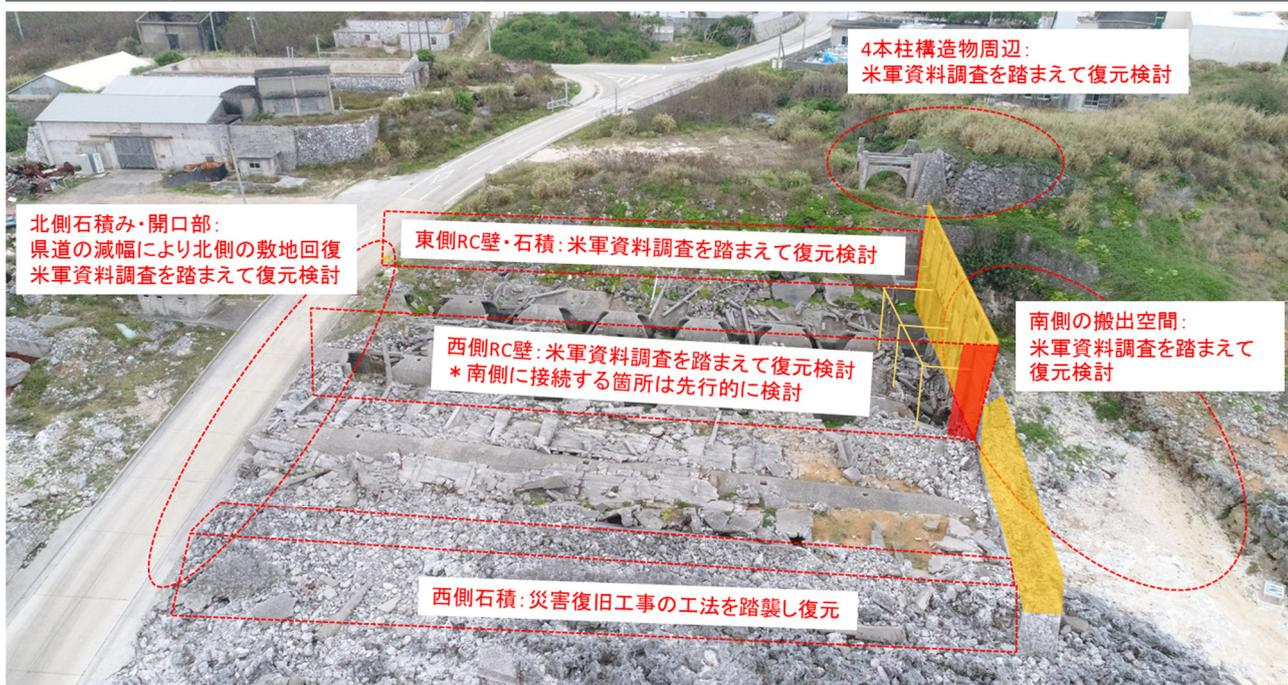 4本柱構造物周辺:
米軍資料調査を踏まえて復元検討
北側石積み・開口部:
県道の減幅により北側の敷地回復
米軍資料調査を踏まえて復元検討
東側RC壁・石積:米軍資料調査を踏まえて復元検討
西側RC壁:米軍資料調査を踏まえて復元検討
*南側に接続する箇所は先行的に検討
南側の搬出空間:
米軍資料調査を踏まえて
復元検討
西側石積:災害復旧工事の工法を踏襲し復元